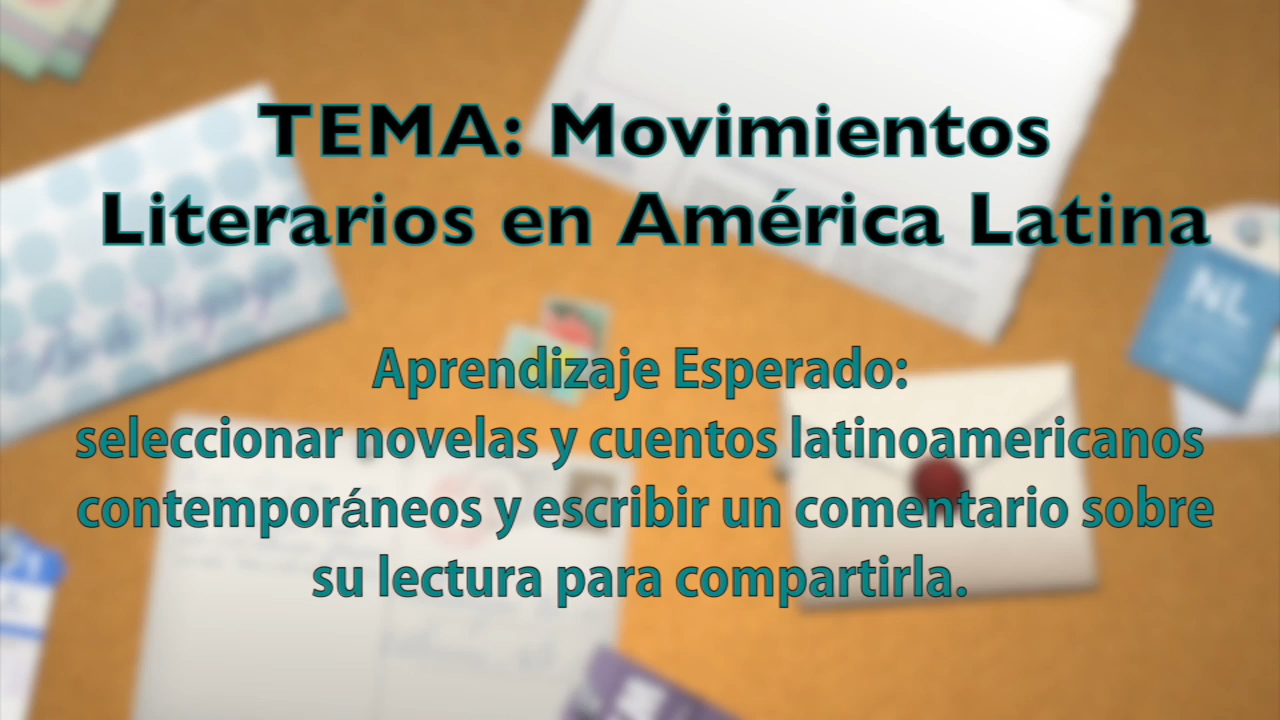 TEMA: Movimientos
Literarios en América Latina
NL
Aprendizaje Esperado:
seleccionar novelas y cuentos latinoamericanos
contemporáneos y escribir un comentario sobre
su lectura para compartirla.